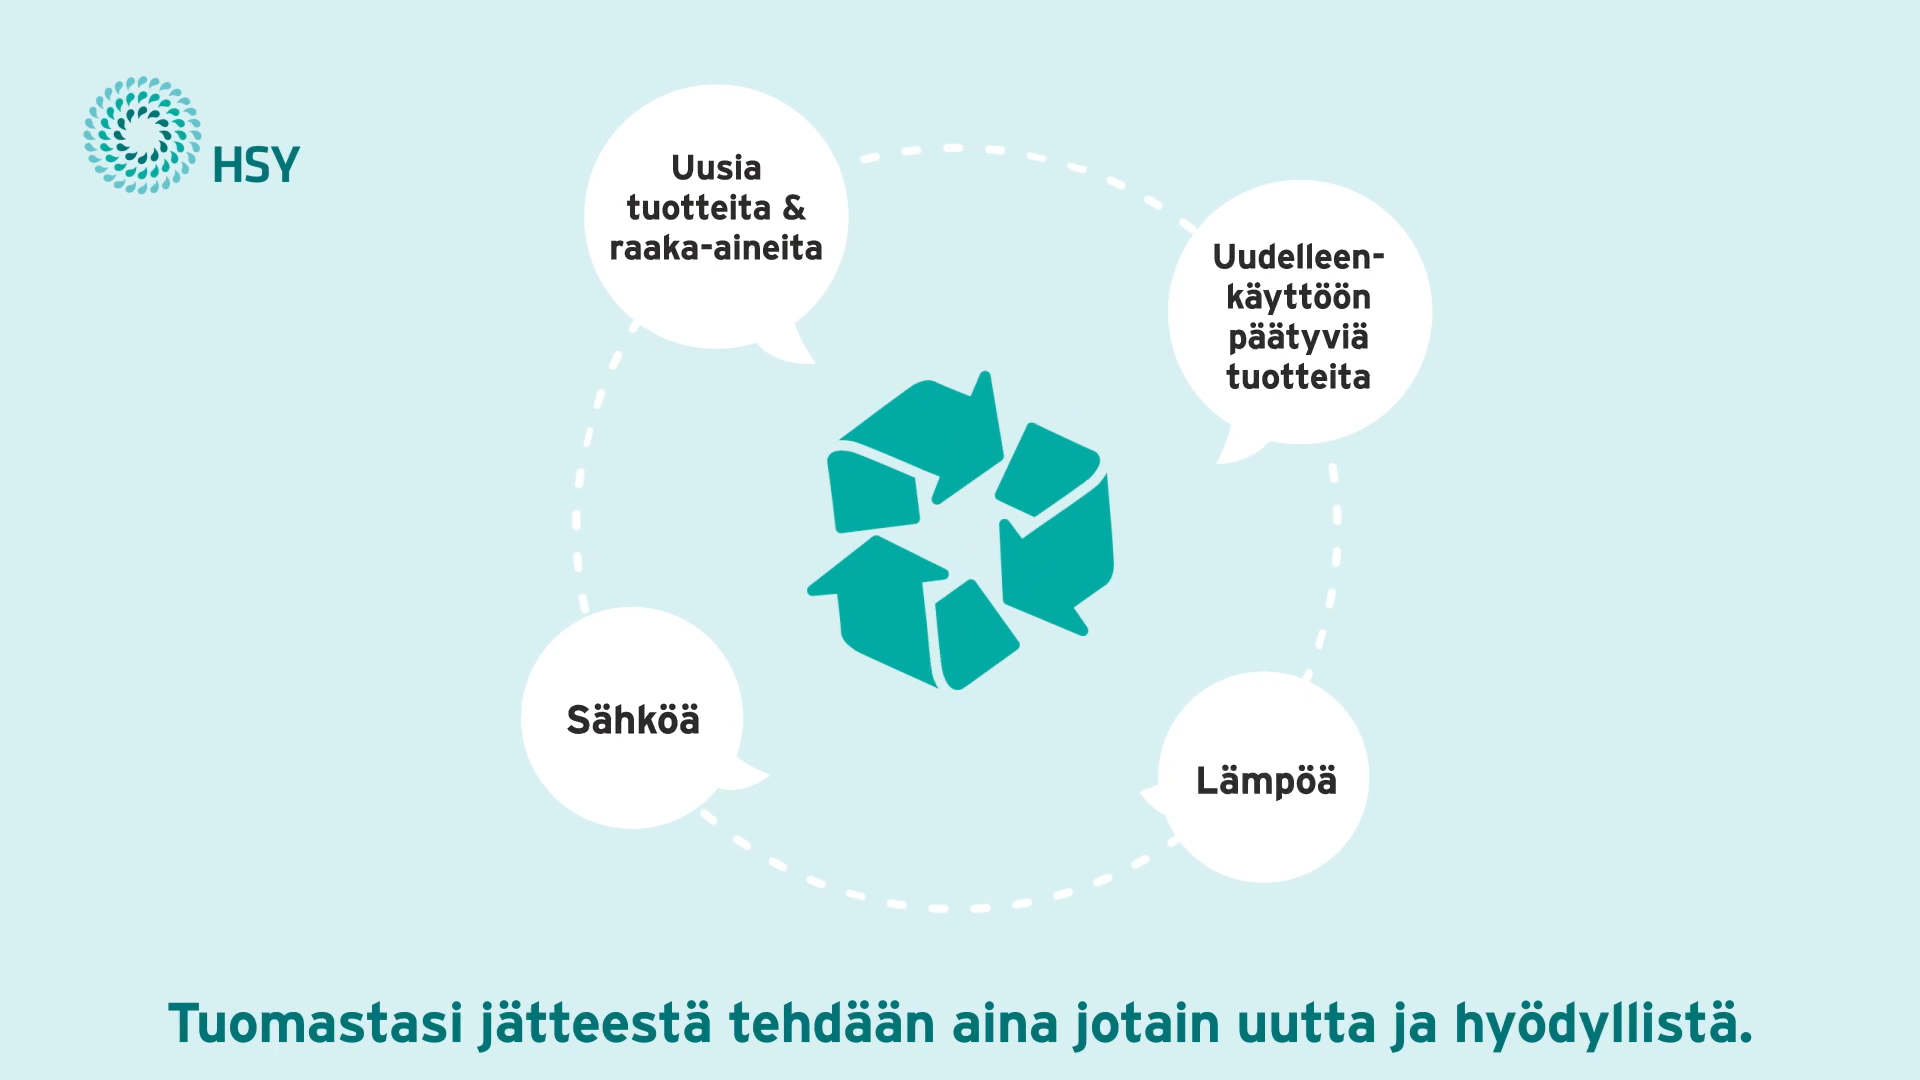 HSY
Uusia
tuotteita &
raaka-aineita
Uudelleen-
käyttöön
päätyviä
tuotteita
Sähköä
Lämpöä
Tuomastasi jätteestä tehdään aina jotain uutta ja hyödyllistä.